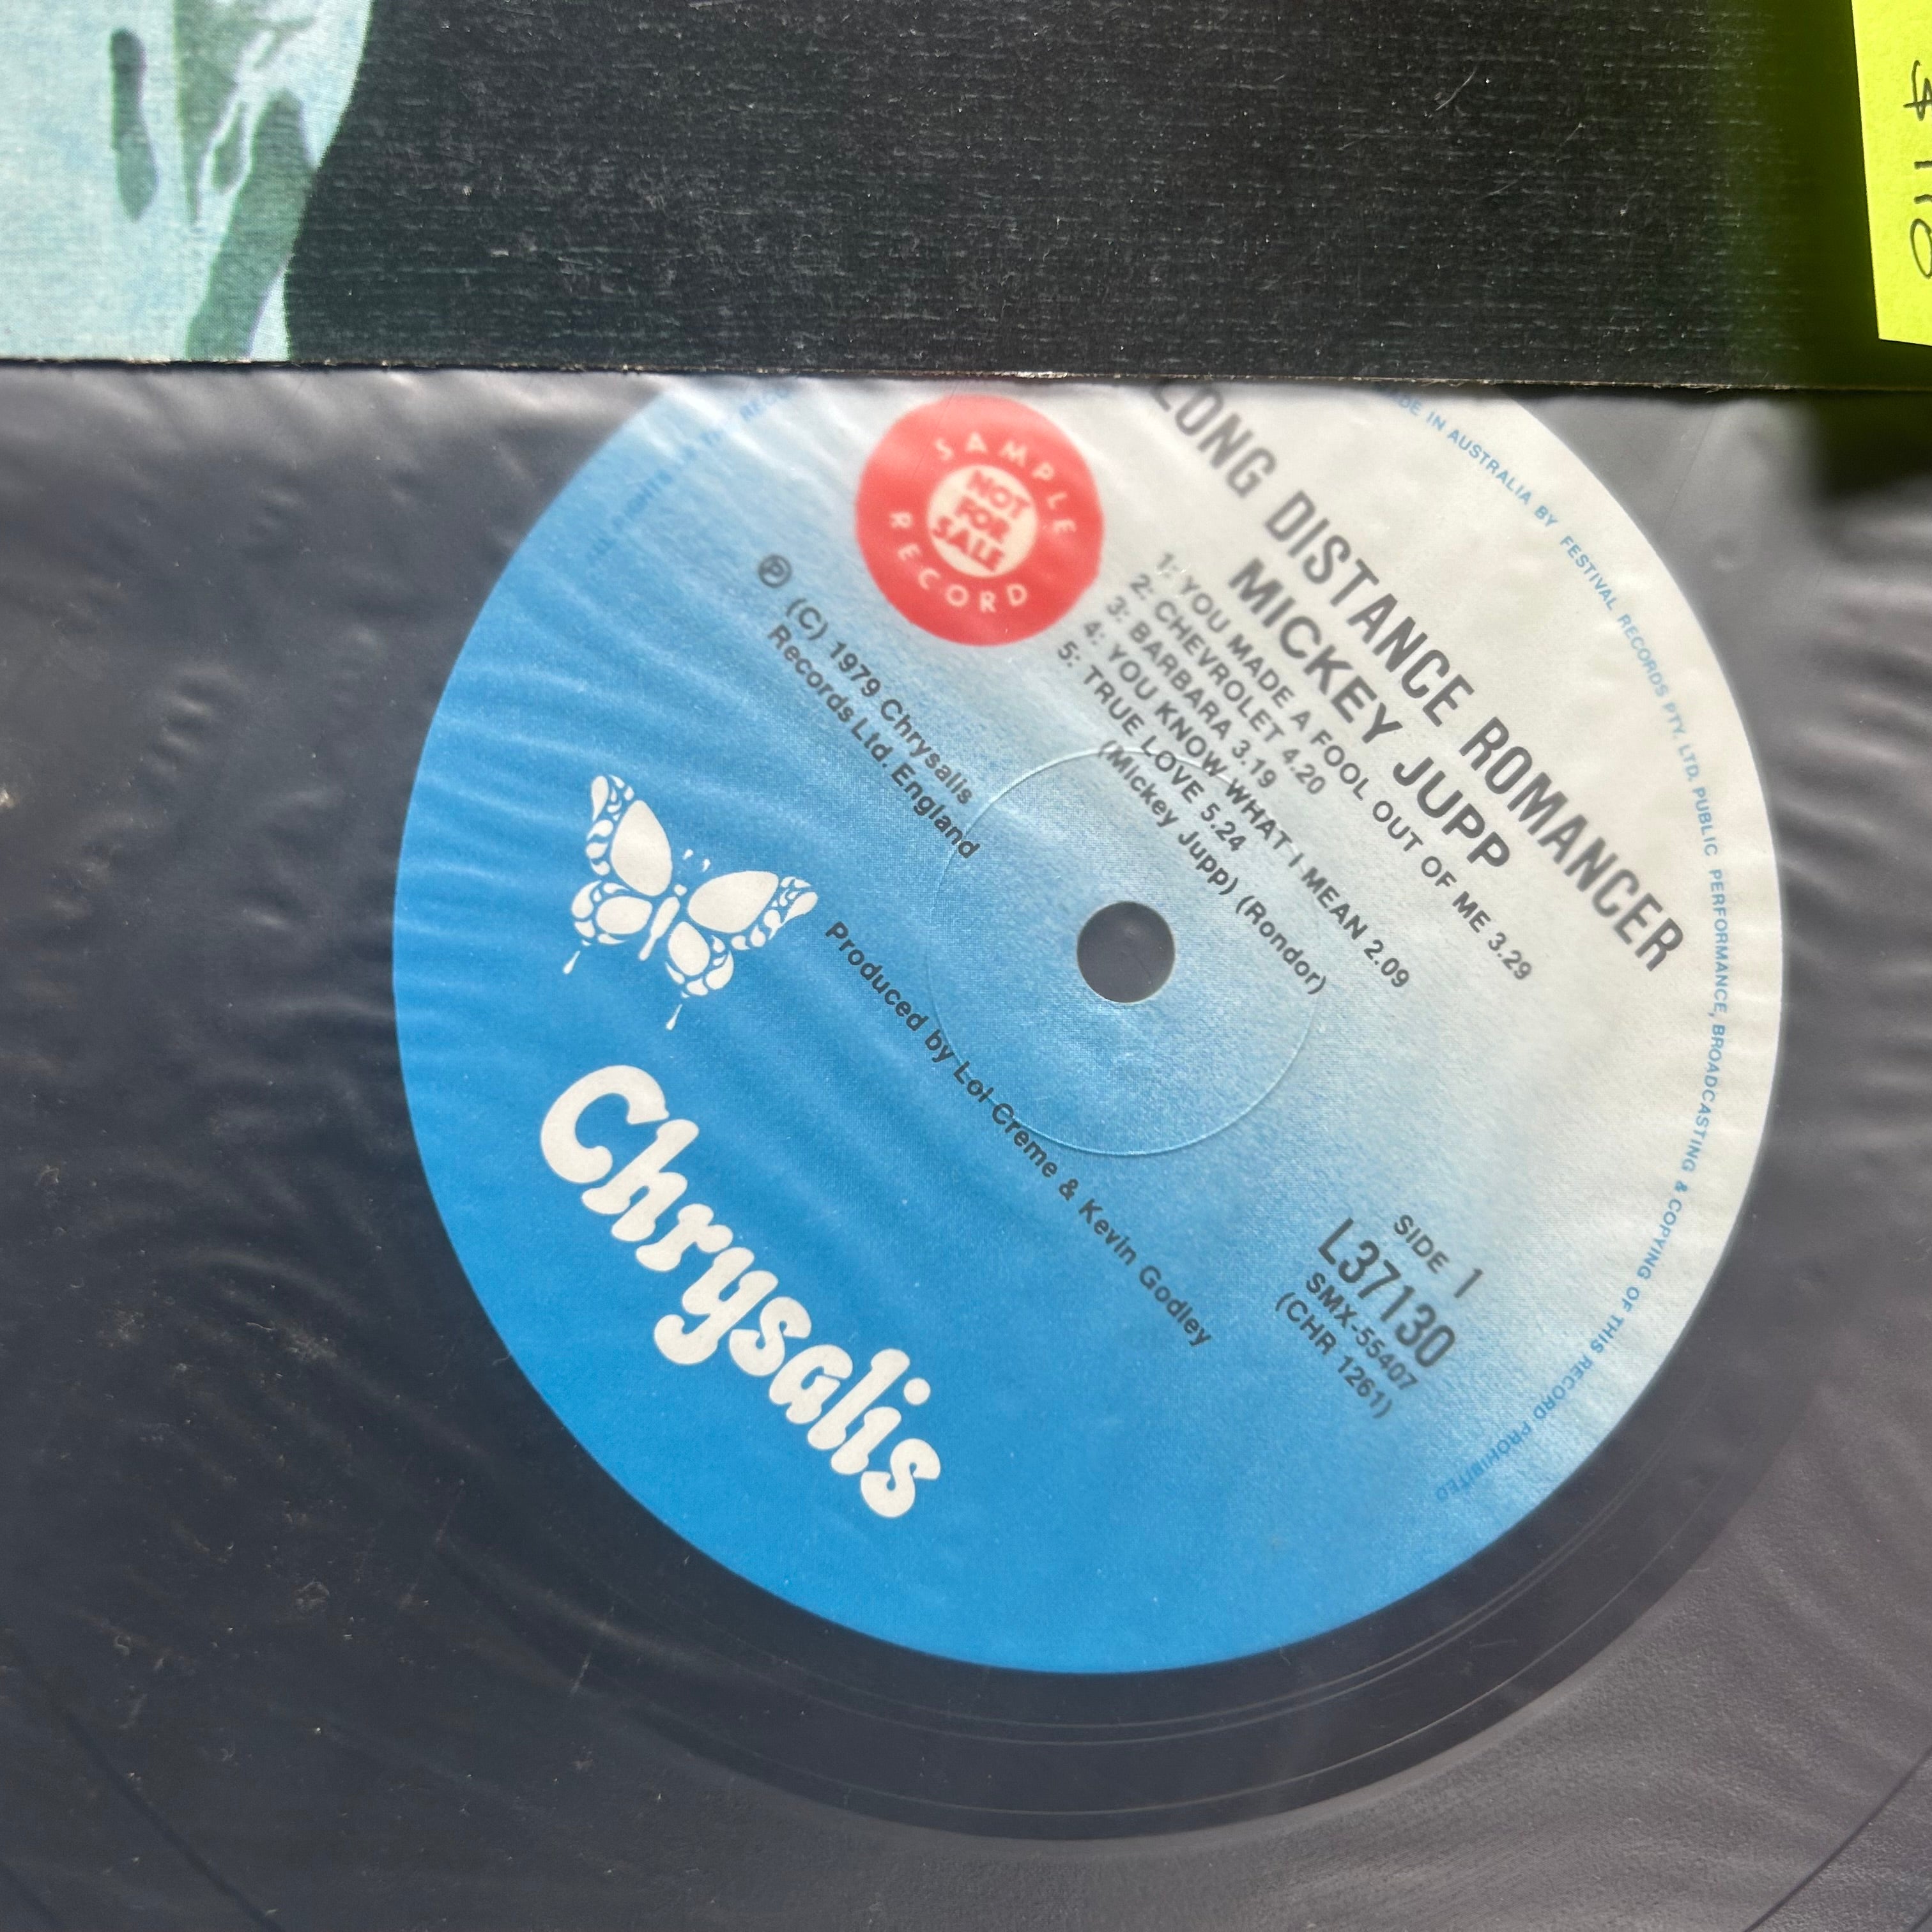 $110
LONG DISTANCE ROMANCER
MICKEY JUPP
1: YOU MADE A FOOL OUT OF ME 3.29
2: CHEVROLET 4.20
3: BARBARA 3.19
4: YOU KNOW WHAT I MEAN 2.09
5: TRUE LOVE 5.24
(Mickey Jupp) (Rondor)
SAMPLE
NOT
FOR
SALE
RECORD
Ⓟ (C) 1979 Chrysalis
Records Ltd. England
SIDE 1
L37130
SMX-55407
(CHR 1261)
Produced by Lol Creme & Kevin Godley
Chrysalis
MADE IN AUSTRALIA BY FESTIVAL RECORDS PTY. LTD. PUBLIC PERFORMANCE, BROADCASTING & COPYING OF THIS RECORD PROHIBITED
ALL RIGHTS